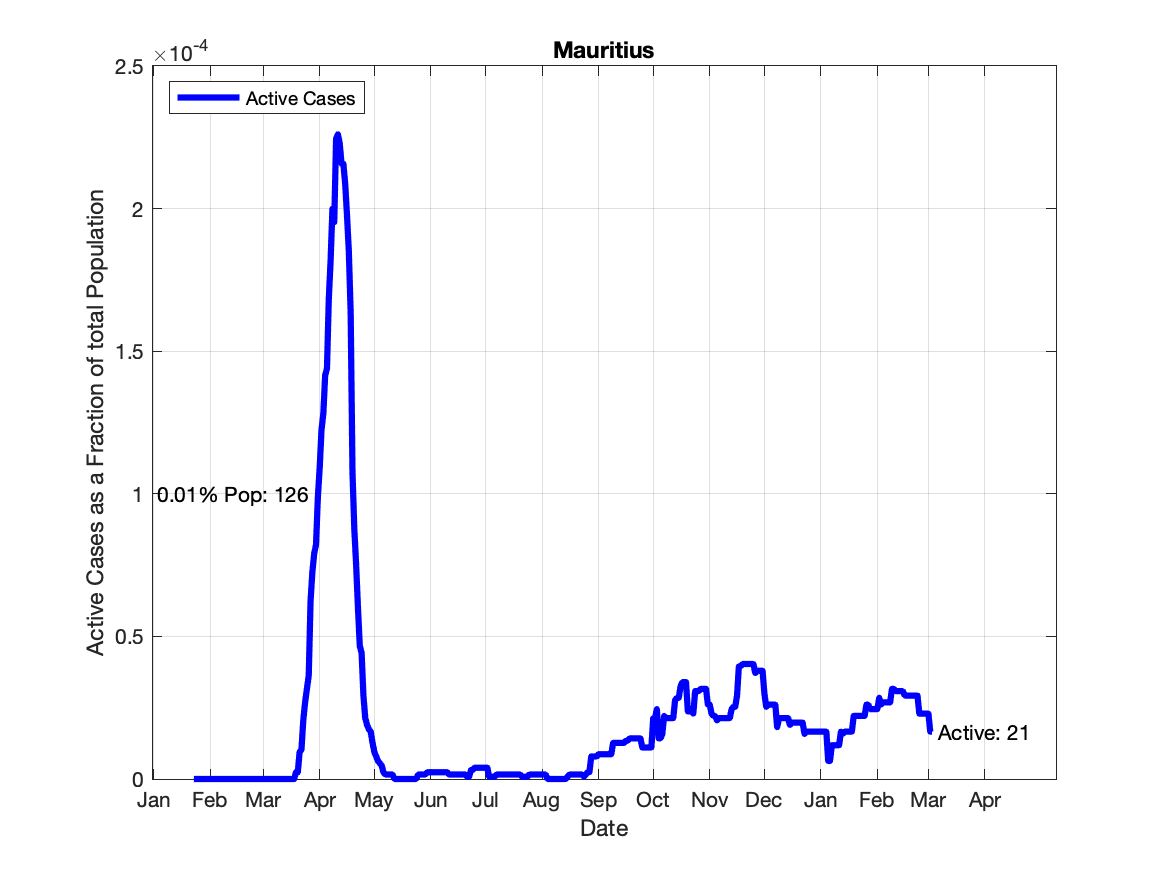 Mauritius
×10⁻⁴
2.5
2
1.5
1
0.5
0
Active Cases
0.01% Pop: 126
Active: 21
Active Cases as a Fraction of total Population
Jan Feb Mar Apr May Jun Jul Aug Sep Oct Nov Dec Jan Feb Mar Apr
Date